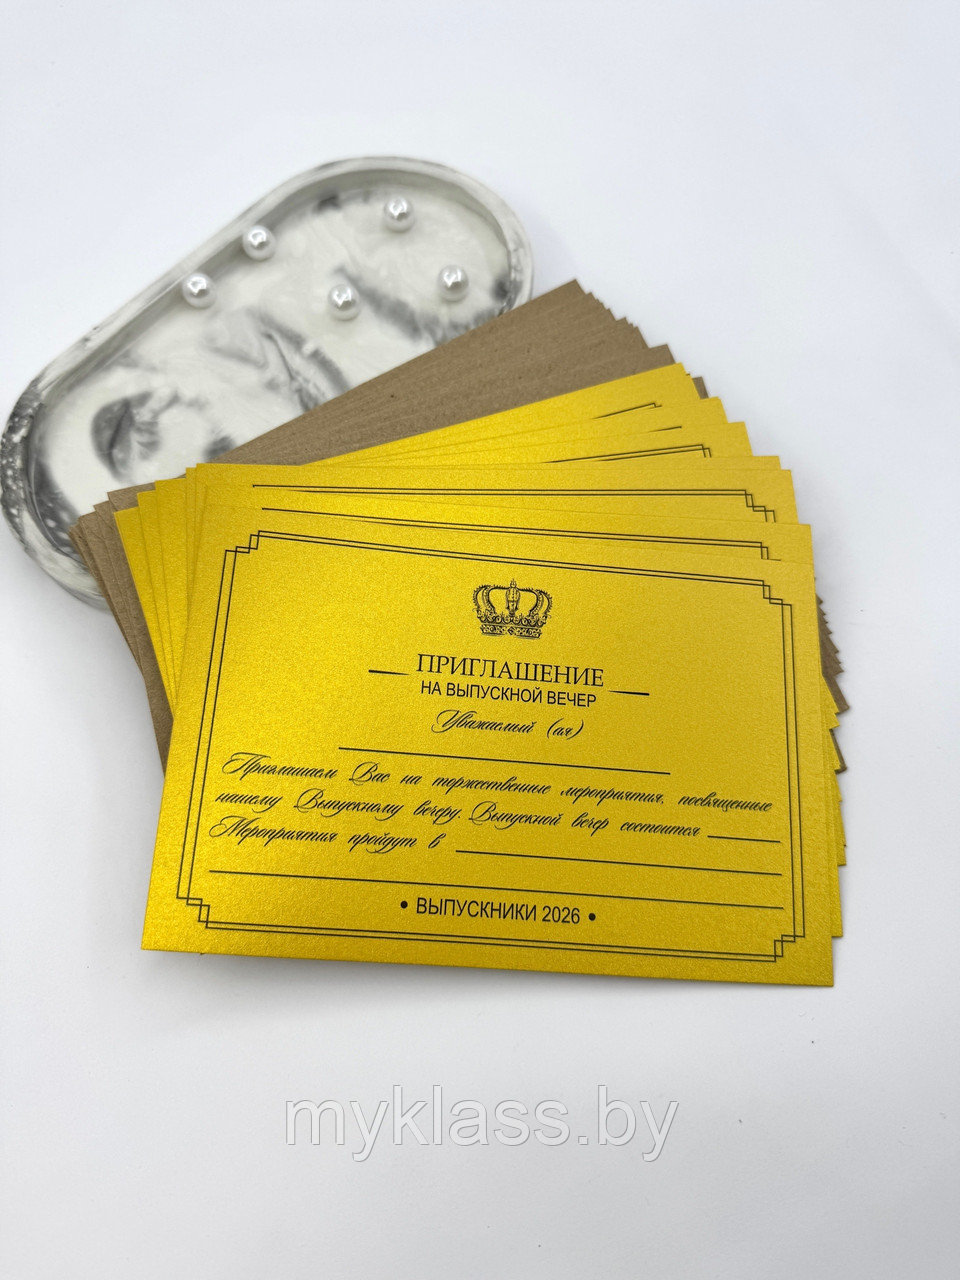 ПРИГЛАШЕНИЕ
НА ВЫПУСКНОЙ ВЕЧЕР
Уважаемый (ая)
Приглашаем Вас на торжественные мероприятия, посвященные
нашему Выпускному вечеру. Выпускной вечер состоится
Мероприятия пройдут в
• ВЫПУСКНИКИ 2026 •
myklass.by